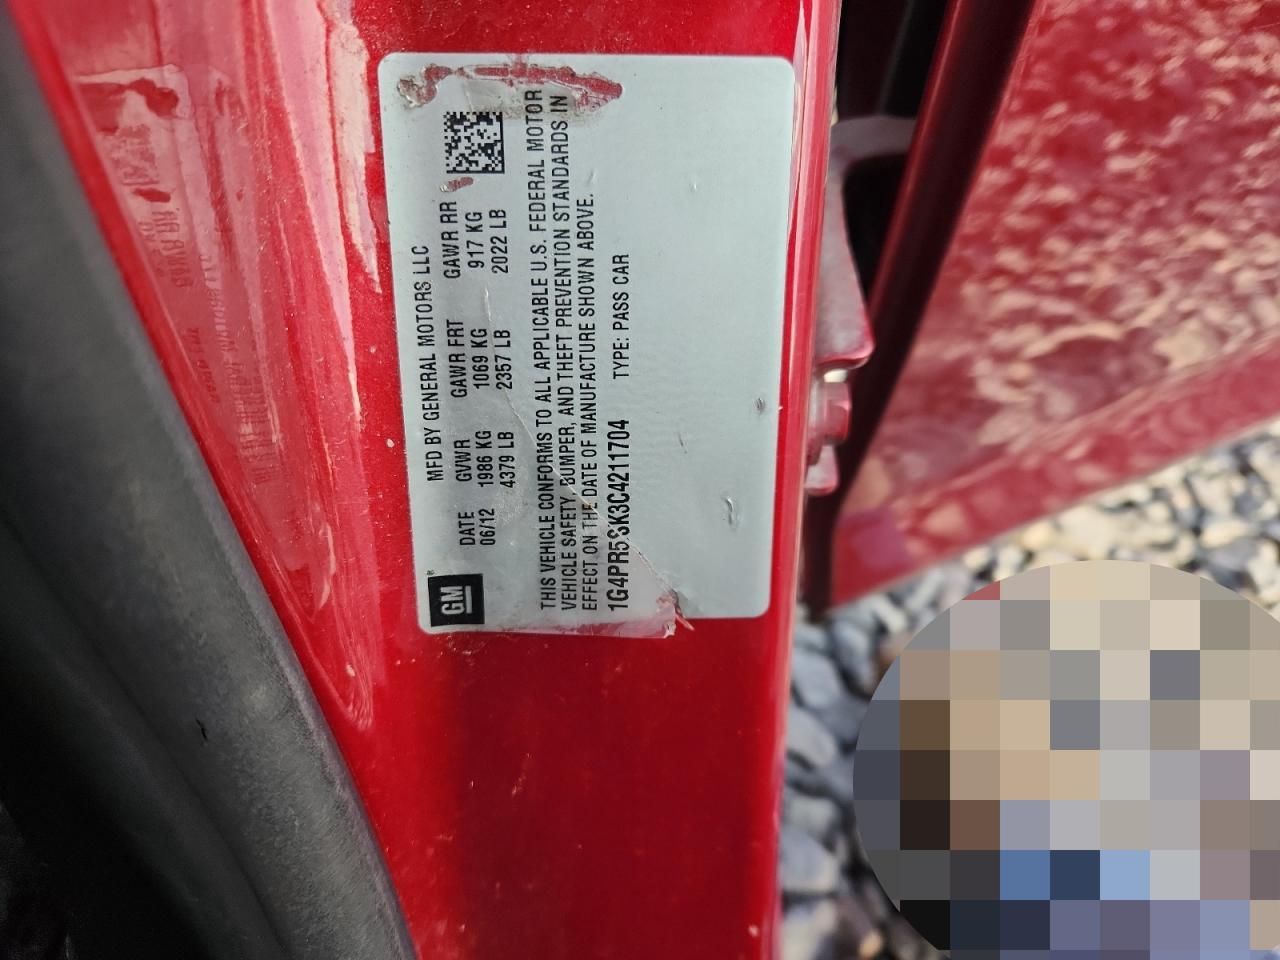 MFD BY GENERAL MOTORS LLC
DATE GVWR GAWR FRT GAWR RR
06/12 1986 KG 1069 KG 917 KG
4379 LB 2357 LB 2022 LB
THIS VEHICLE CONFORMS TO ALL APPLICABLE U.S. FEDERAL MOTOR
VEHICLE SAFETY, BUMPER, AND THEFT PREVENTION STANDARDS IN
EFFECT ON THE DATE OF MANUFACTURE SHOWN ABOVE.
1G4PR5SK3C4211704 TYPE: PASS CAR
GM